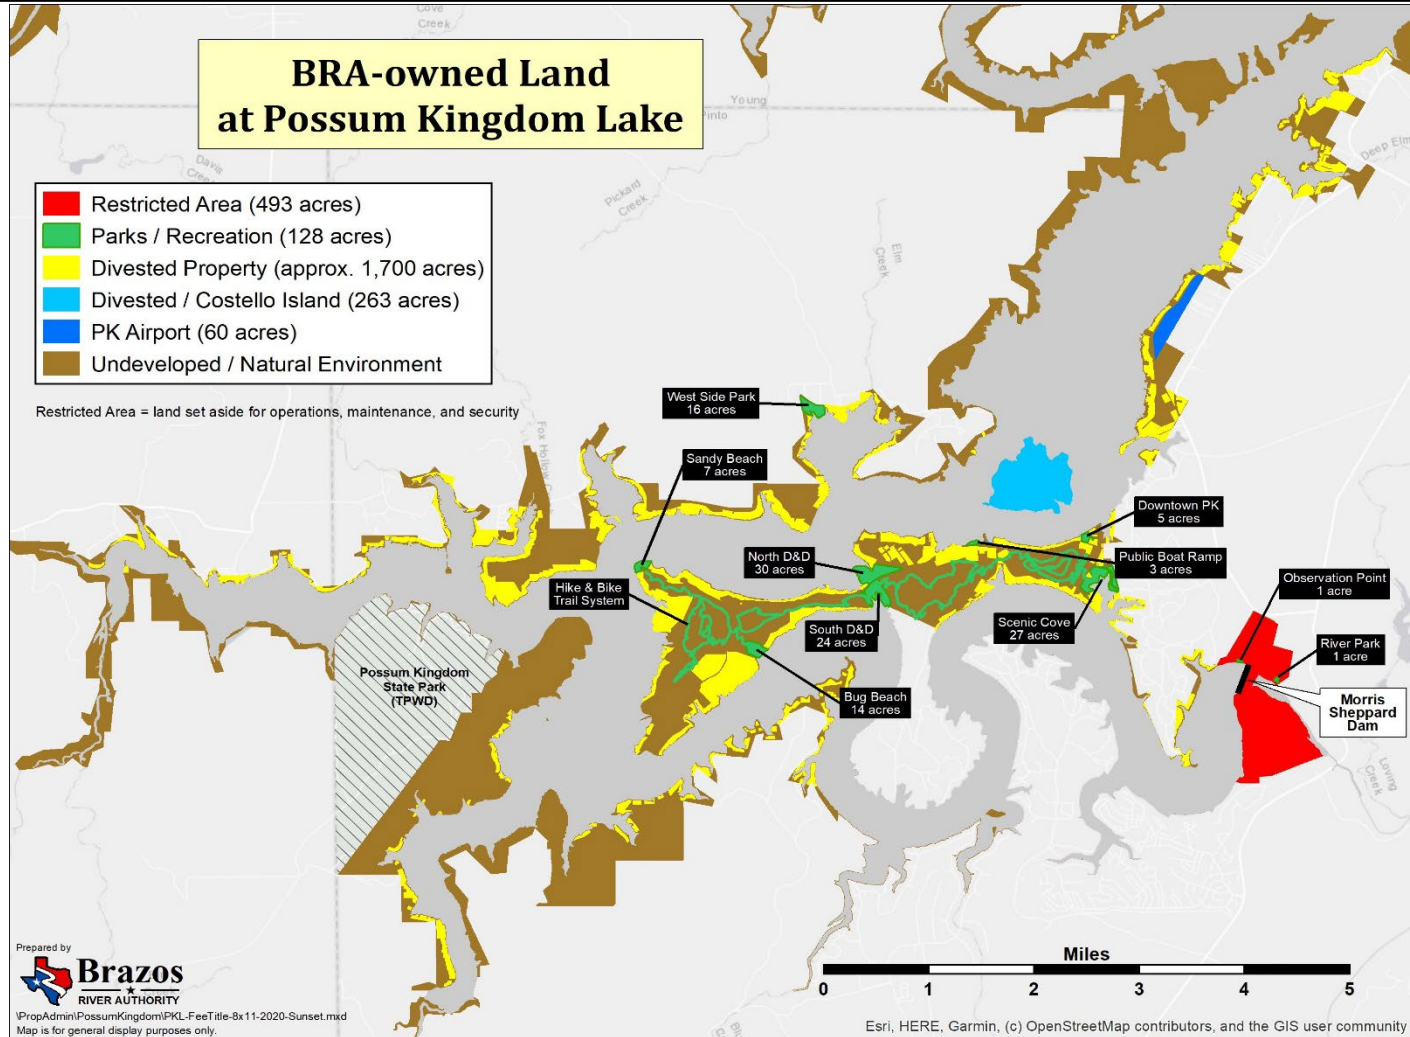 Cove
Creek
BRA-owned Land
at Possum Kingdom Lake
Young
Pinto
Davis
Creek
Pickard
Creek
Elm
Creek
Deep Elm
Restricted Area (493 acres)
Parks / Recreation (128 acres)
Divested Property (approx. 1,700 acres)
Divested / Costello Island (263 acres)
PK Airport (60 acres)
Undeveloped / Natural Environment
Restricted Area = land set aside for operations, maintenance, and security
Fox Hollow
West Side Park
16 acres
Sandy Beach
7 acres
Downtown PK
5 acres
North D&D
30 acres
Public Boat Ramp
3 acres
Hike & Bike
Trail System
Observation Point
1 acre
South D&D
24 acres
Scenic Cove
27 acres
River Park
1 acre
Possum Kingdom
State Park
(TPWD)
Bug Beach
14 acres
Morris
Sheppard
Dam
Loving
Creek
Miles
0 1 2 3 4 5
Prepared by
Brazos
RIVER AUTHORITY
\PropAdmin\PossumKingdom\PKL-FeeTitle-8x11-2020-Sunset.mxd
Map is for general display purposes only.
Esri, HERE, Garmin, (c) OpenStreetMap contributors, and the GIS user community